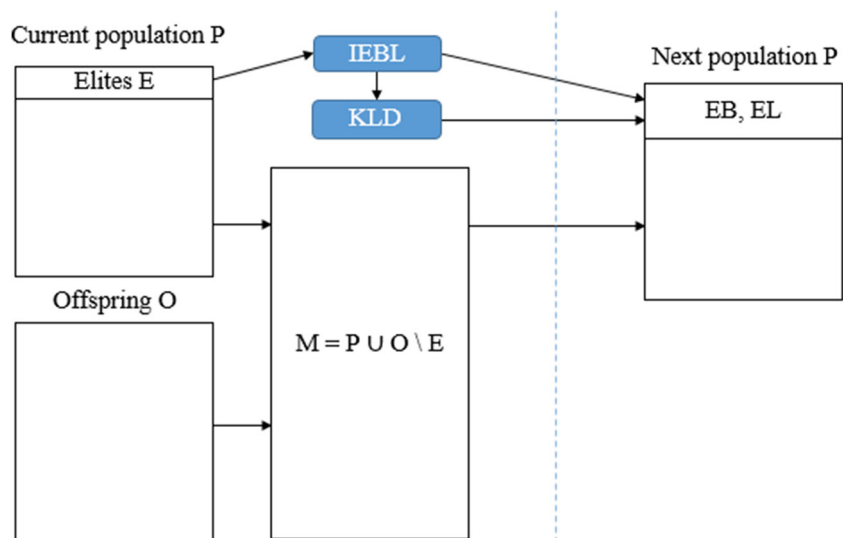 Current population P
IEBL
Next population P
Elites E
KLD
EB, EL
Offspring O
M = P ∪ O \ E